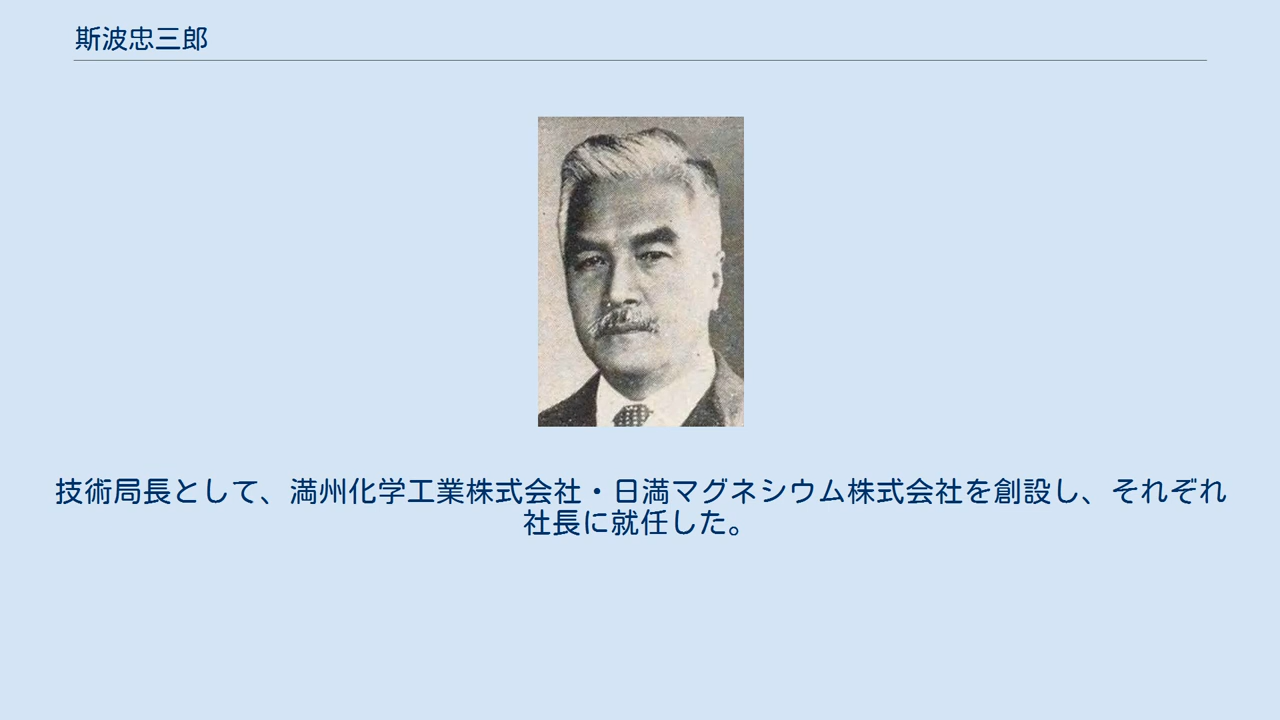 斯波忠三郎
技術局長として、満州化学工業株式会社・日満マグネシウム株式会社を創設し、それぞれ
社長に就任した。